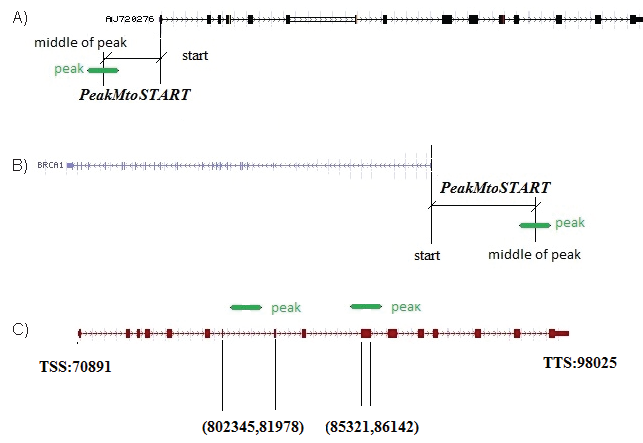 A)
AJ720276
middle of peak
start
peak
PeakMtoSTART
B)
BRCA1
PeakMtoSTART
peak
start
middle of peak
peak
peaк
C)
TSS:70891
TTS:98025
(802345,81978)
(85321,86142)